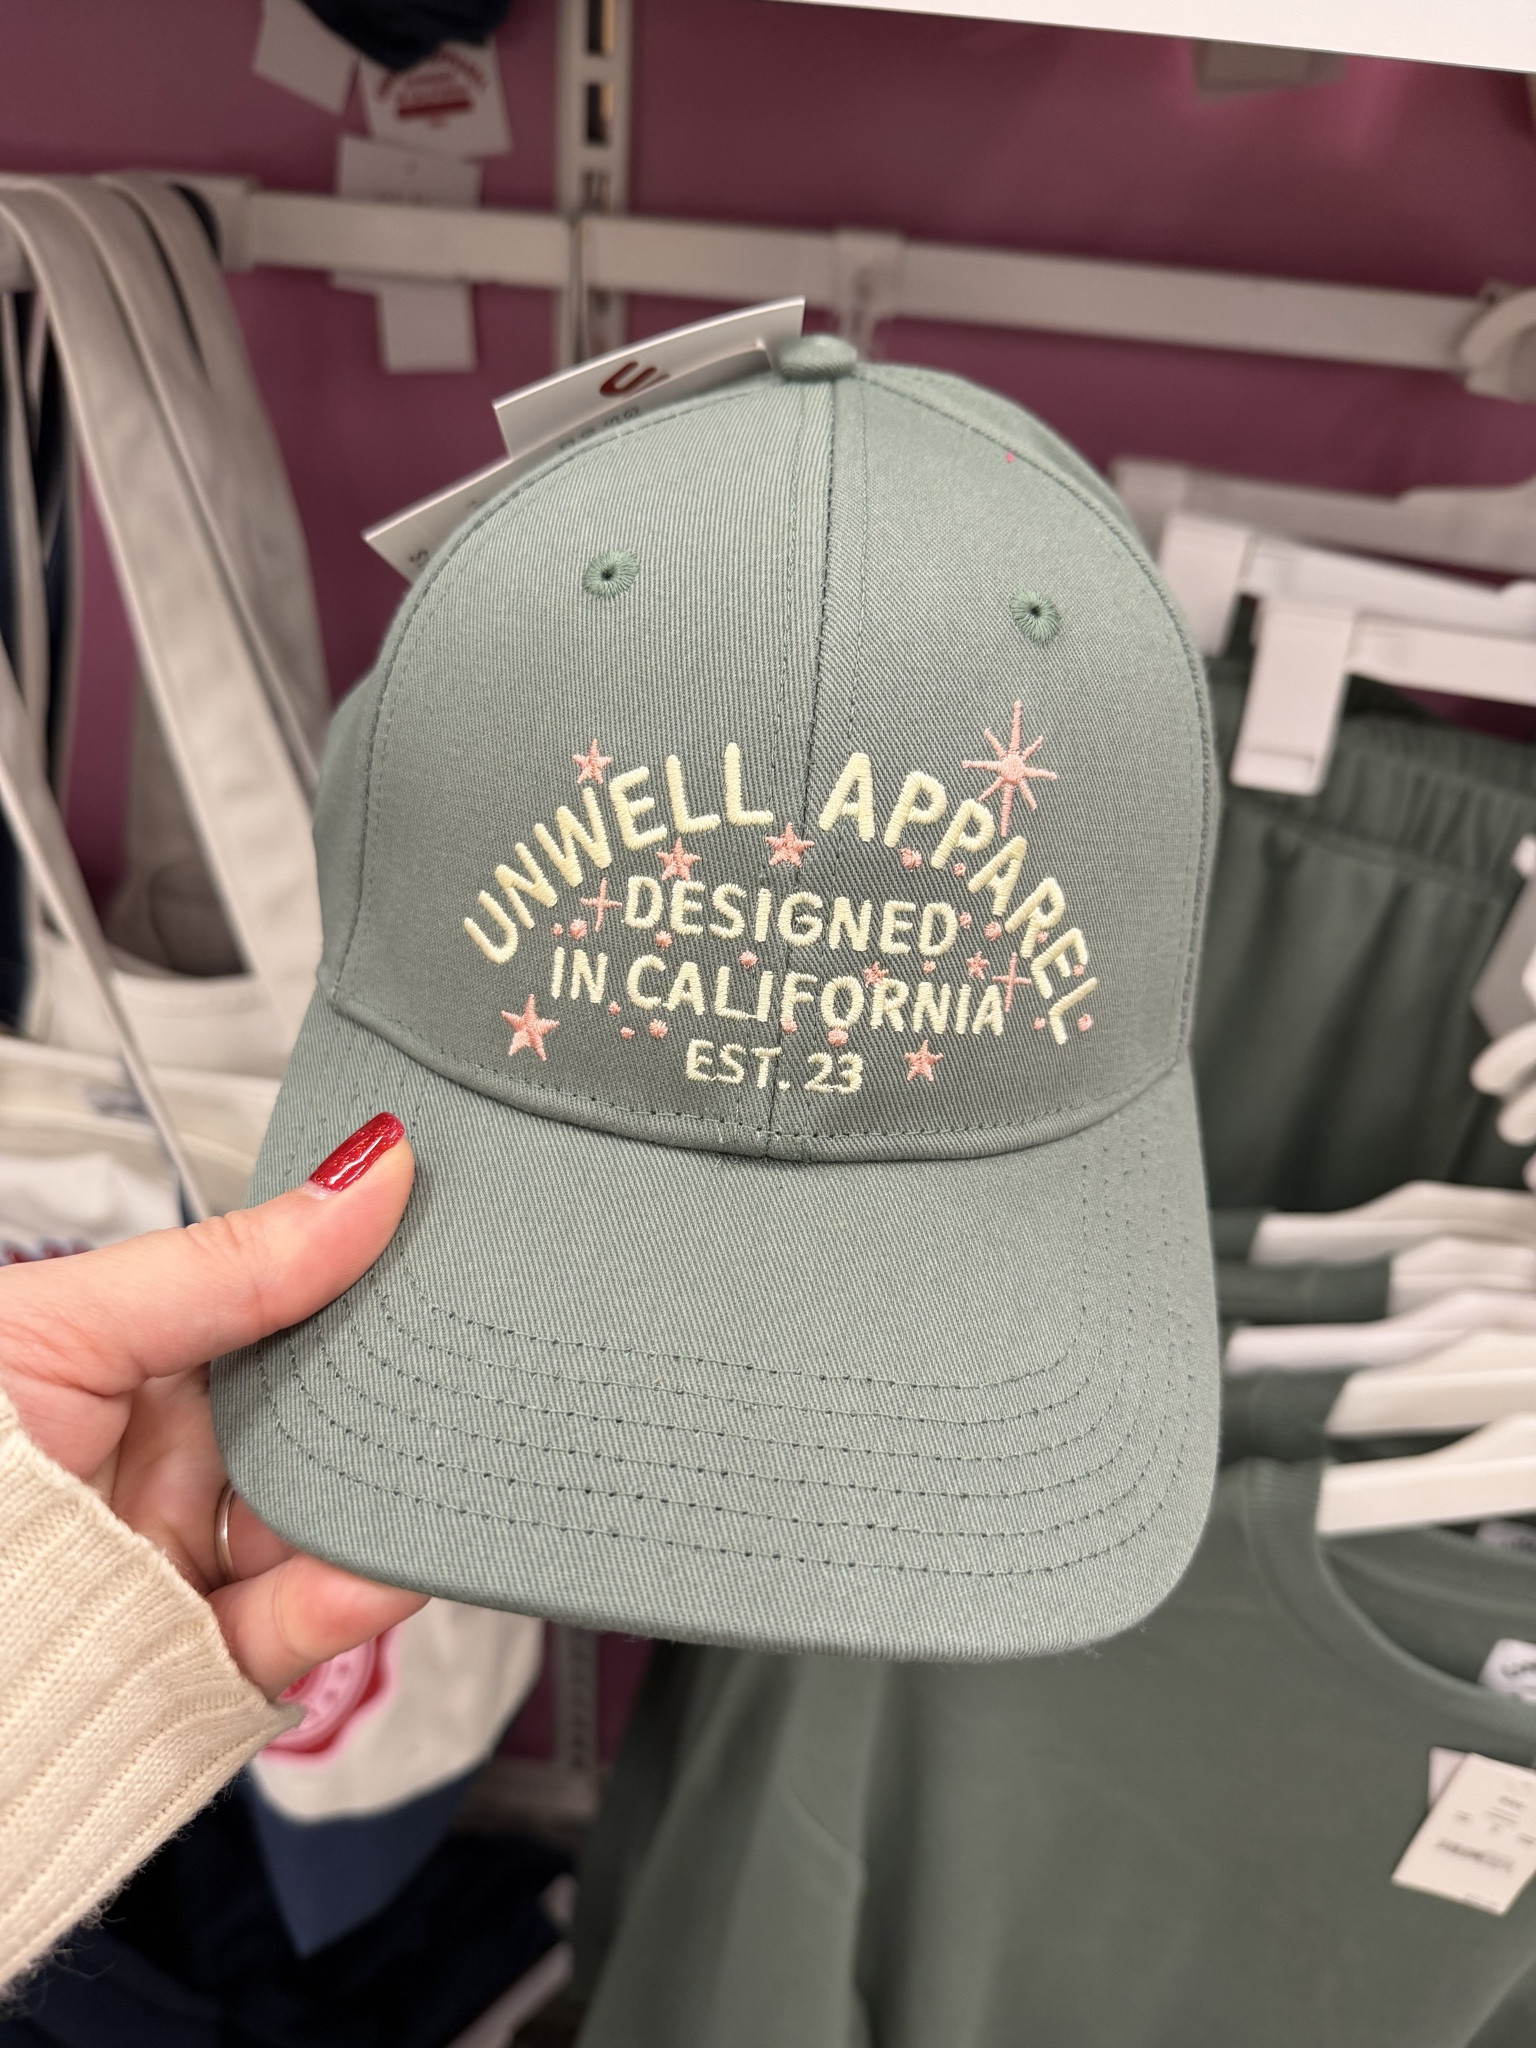 UNWELL APPAREL
DESIGNED
IN CALIFORNIA
EST. 23